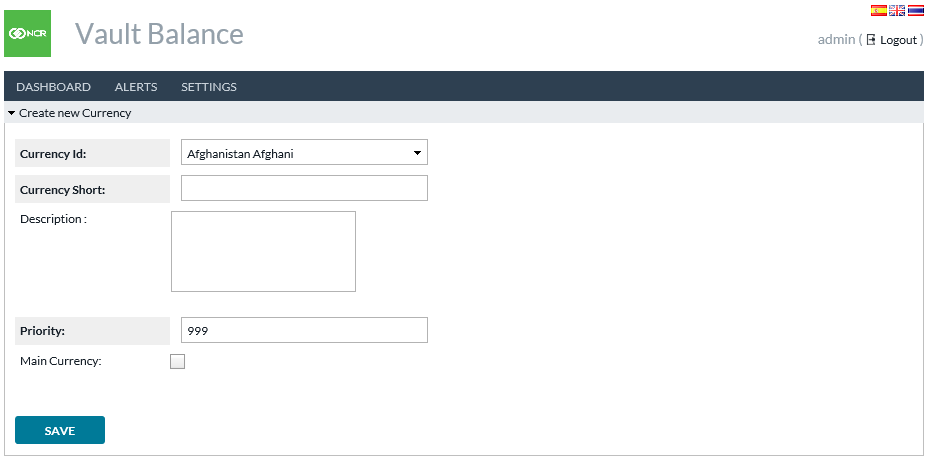 NCR
Vault Balance
admin ( Logout )
DASHBOARD ALERTS SETTINGS
Create new Currency
Currency Id: Afghanistan Afghani
Currency Short:
Description :
Priority: 999
Main Currency:
SAVE